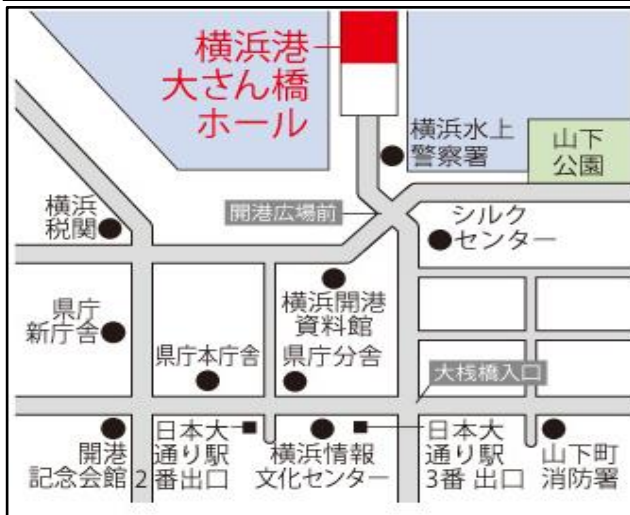 横浜港
大さん橋
ホール
横浜水上
警察署
山下
公園
横浜
税関
開港広場前
シルク
センター
県庁
新庁舎
横浜開港
資料館
県庁本庁舎
県庁分舎
大桟橋入口
開港
記念会館
日本大
通り駅
2番出口
横浜情報
文化センター
日本大
通り駅
3番 出口
山下町
消防署